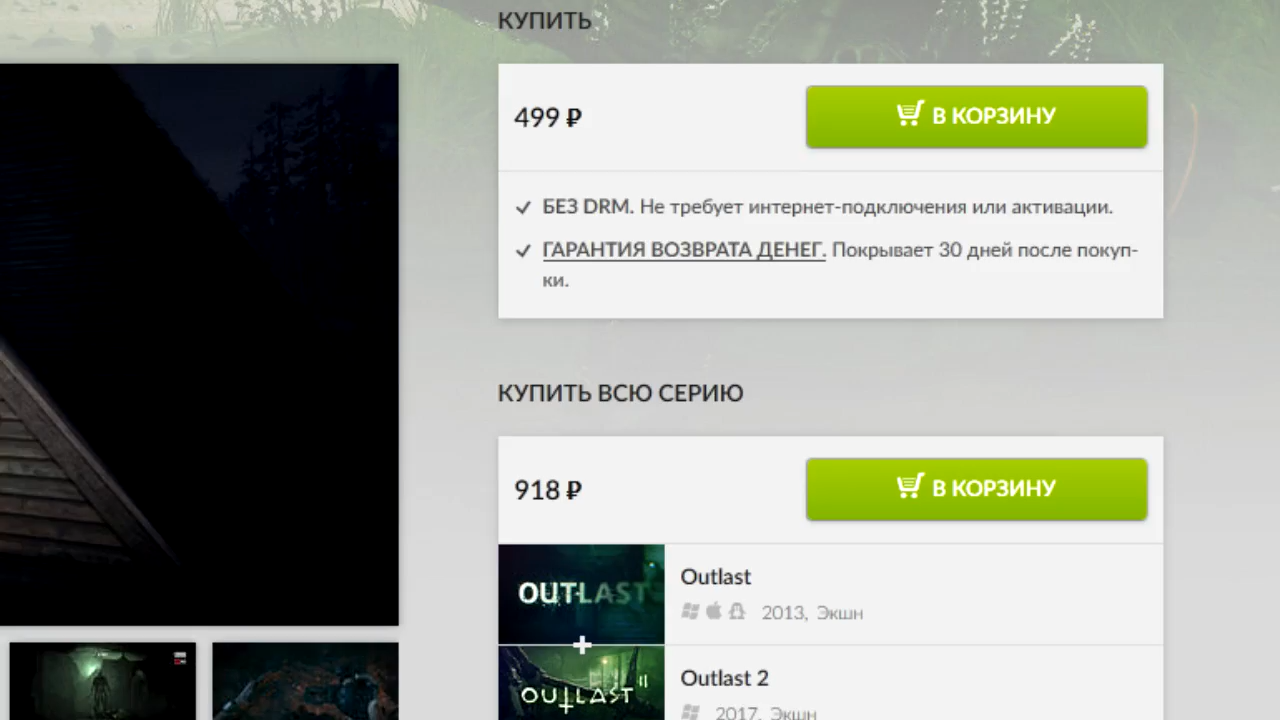 КУПИТЬ
499 ₽
В КОРЗИНУ
БЕЗ DRM. Не требует интернет-подключения или активации.
ГАРАНТИЯ ВОЗВРАТА ДЕНЕГ. Покрывает 30 дней после покуп-
ки.
КУПИТЬ ВСЮ СЕРИЮ
918 ₽
В КОРЗИНУ
OUTLAST
Outlast
2013, Экшн
+
OUTLAST II
Outlast 2
2017, Экшн